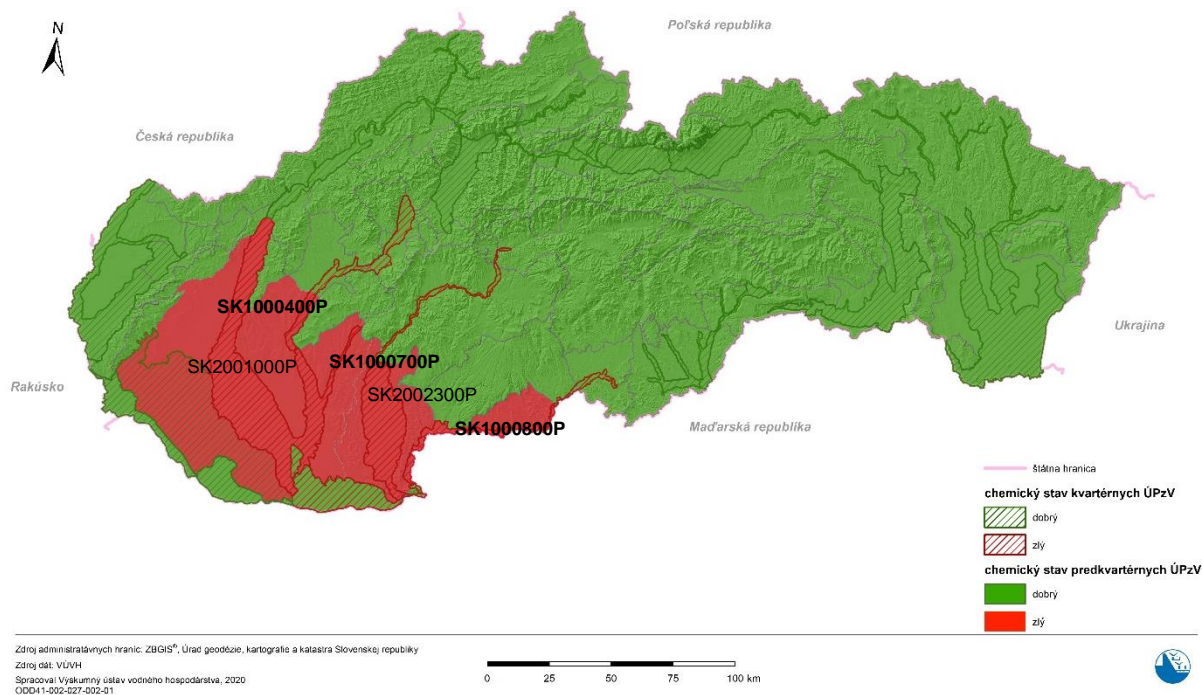 N
Poľská republika
Česká republika
SK1000400P
Ukrajina
SK1000700P
SK2001000P
Rakúsko
SK2002300P
SK1000800P
Maďarská republika
štátna hranica
chemický stav kvartérnych ÚPzV
dobrý
zlý
chemický stav predkvartérnych ÚPzV
dobrý
zlý
Zdroj administratávnych hraníc: ZBGIS®, Úrad geodézie, kartografie a katastra Slovenskej republiky
Zdroj dát: VÚVH
Spracoval Výskumný ústav vodného hospodárstva, 2020
ODD41-002-027-002-01
0 25 50 75 100 km